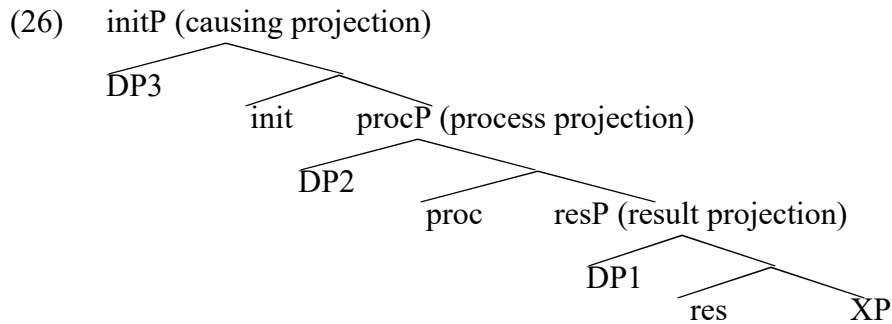 (26) initP (causing projection)
DP3
init procP (process projection)
DP2
proc resP (result projection)
DP1
res XP